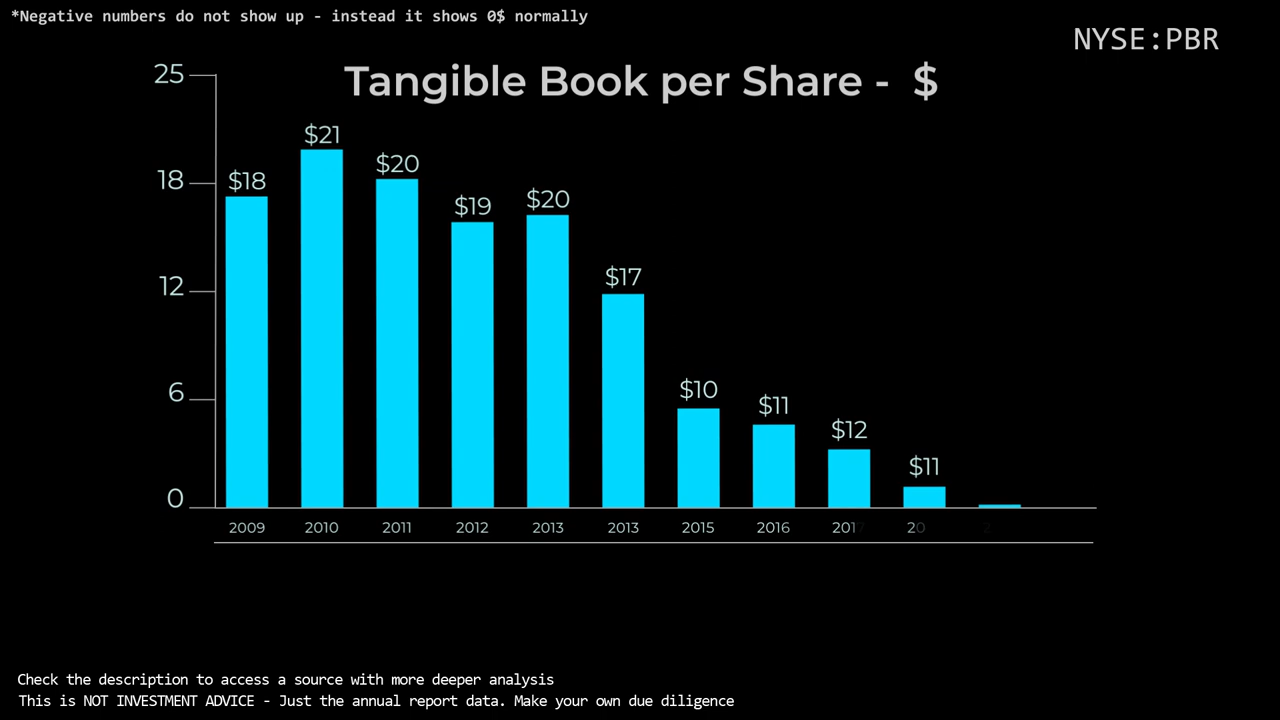 *Negative numbers do not show up - instead it shows 0$ normally
NYSE:PBR
Tangible Book per Share - $
25
18
12
6
0
$18
$21
$20
$19
$20
$17
$10
$11
$12
$11
2009 2010 2011 2012 2013 2013 2015 2016 2017 20
Check the description to access a source with more deeper analysis
This is NOT INVESTMENT ADVICE - Just the annual report data. Make your own due diligence